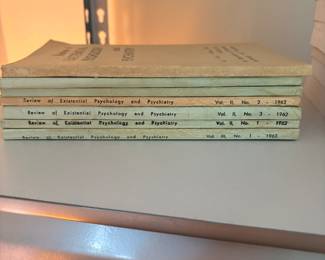 Review of Existential Psychology and Psychiatry Vol. II, No. 2 - 1962
Review of Existential Psychology and Psychiatry Vol. II, No. 3 - 1962
Review of Existential Psychology and Psychiatry Vol. II, No. 1 - 1962
Review of Existential Psychology and Psychiatry Vol. III, No. 1 - 1963